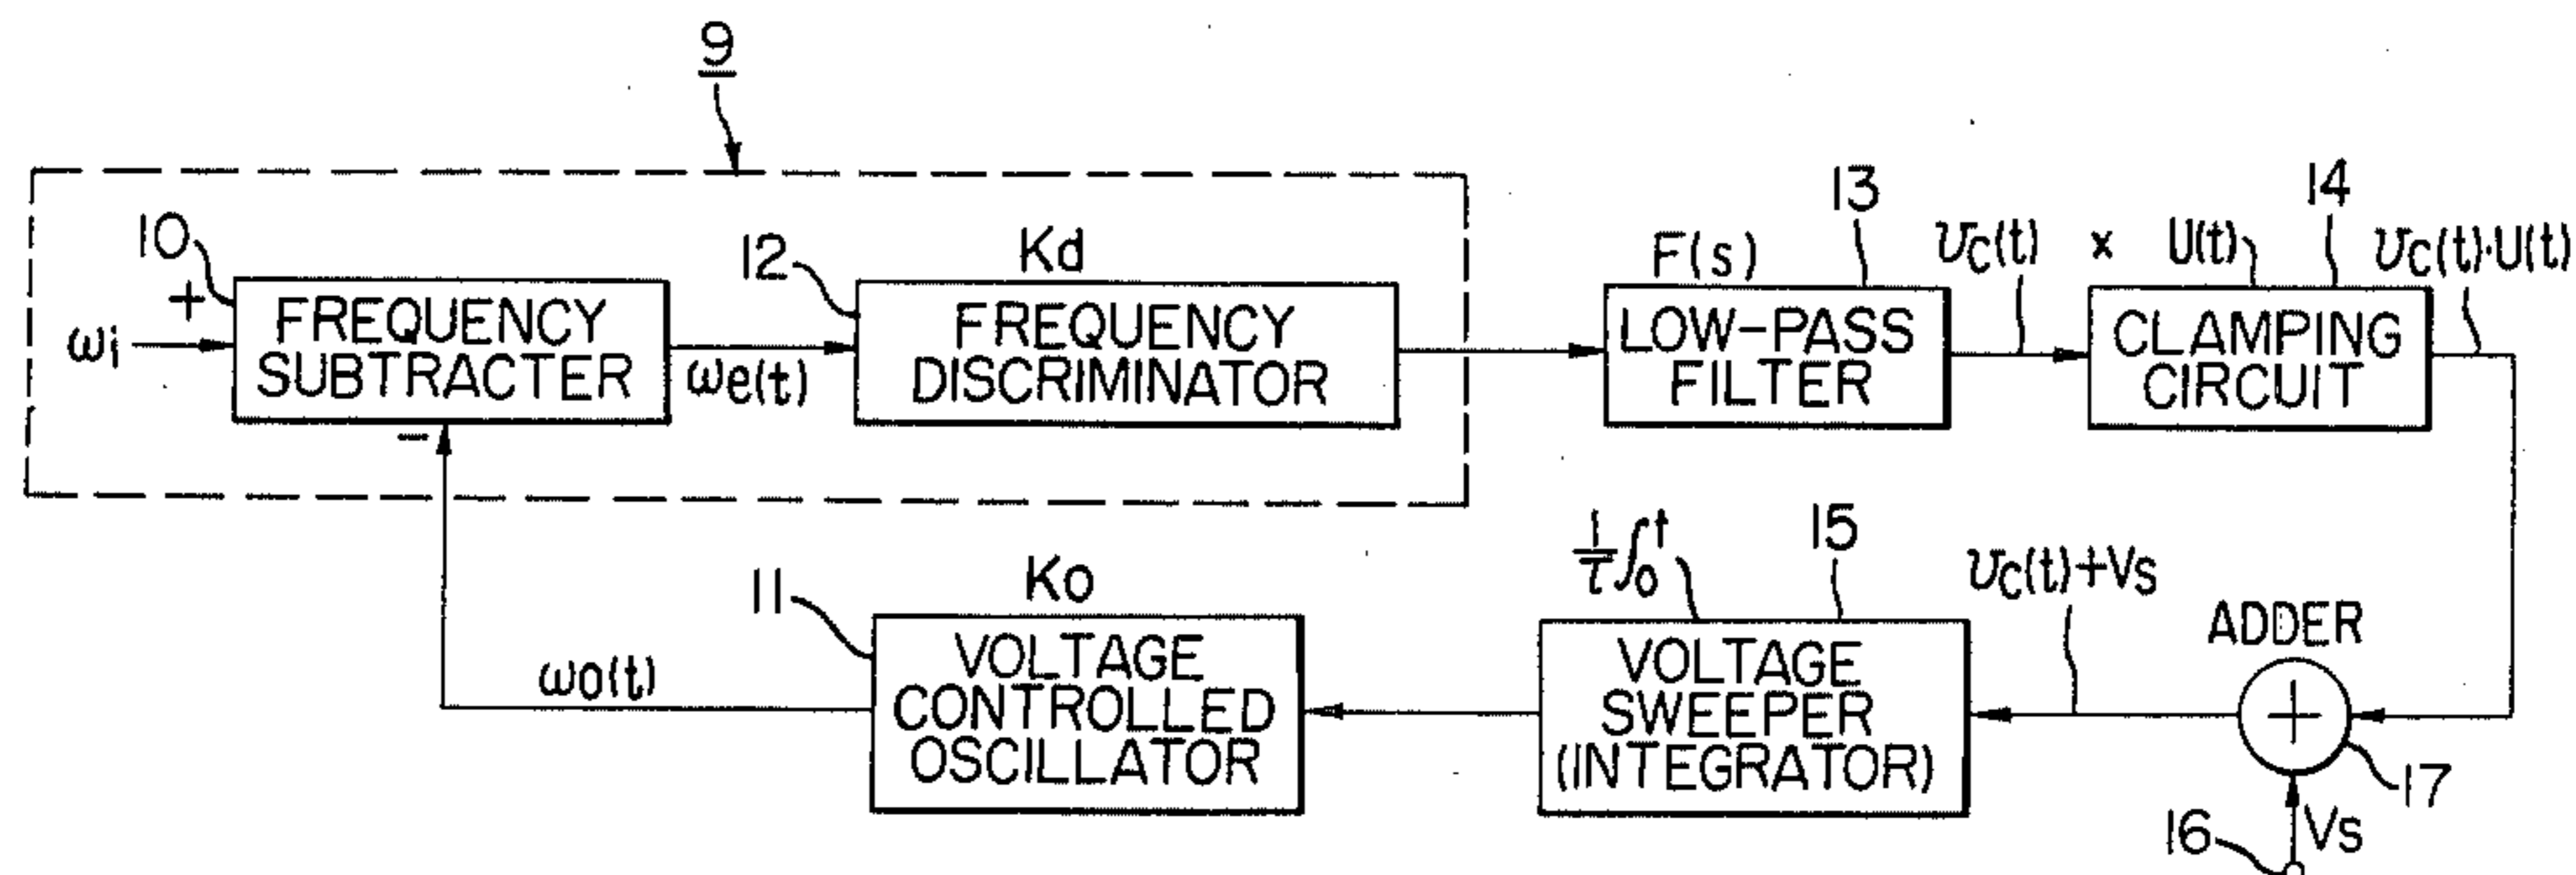 9
10
+
ωi
FREQUENCY
SUBTRACTER
-
ωe(t)
12
Kd
FREQUENCY
DISCRIMINATOR
F(s)
13
LOW-PASS
FILTER
υc(t)
×
U(t)
14
υc(t)·U(t)
CLAMPING
CIRCUIT
ωo(t)
11
Ko
VOLTAGE
CONTROLLED
OSCILLATOR
1/τ ∫₀ᵗ
15
VOLTAGE
SWEEPER
(INTEGRATOR)
υc(t)+Vs
ADDER
+
17
16
Vs